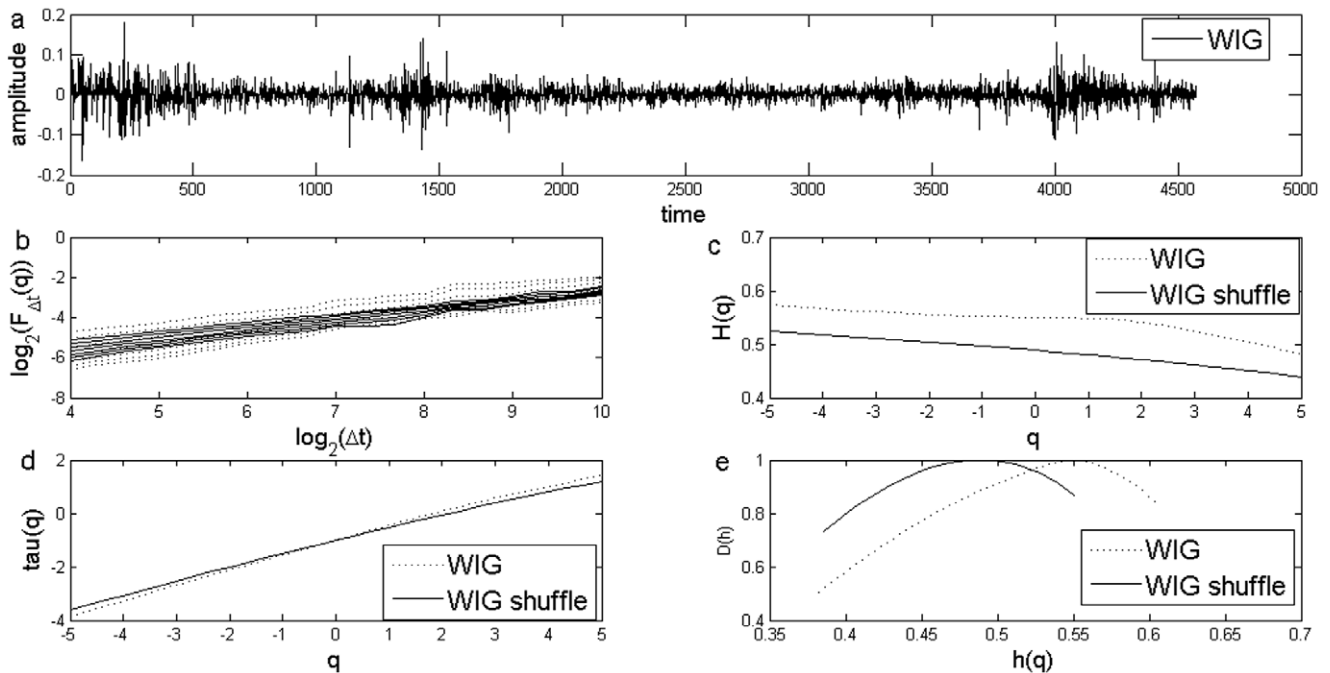 a
amplitude
0.2
0.1
0
-0.1
-0.2
WIG
0 500 1000 1500 2000 2500 3000 3500 4000 4500 5000
time
b
log2(FΔt(q))
0
-2
-4
-6
-8
4 5 6 7 8 9 10
log2(Δt)
c
H(q)
0.7
0.6
0.5
0.4
WIG
WIG shuffle
-5 -4 -3 -2 -1 0 1 2 3 4 5
q
d
tau(q)
2
0
-2
-4
WIG
WIG shuffle
-5 -4 -3 -2 -1 0 1 2 3 4 5
q
e
D(h)
1
0.8
0.6
0.4
WIG
WIG shuffle
0.35 0.4 0.45 0.5 0.55 0.6 0.65 0.7
h(q)